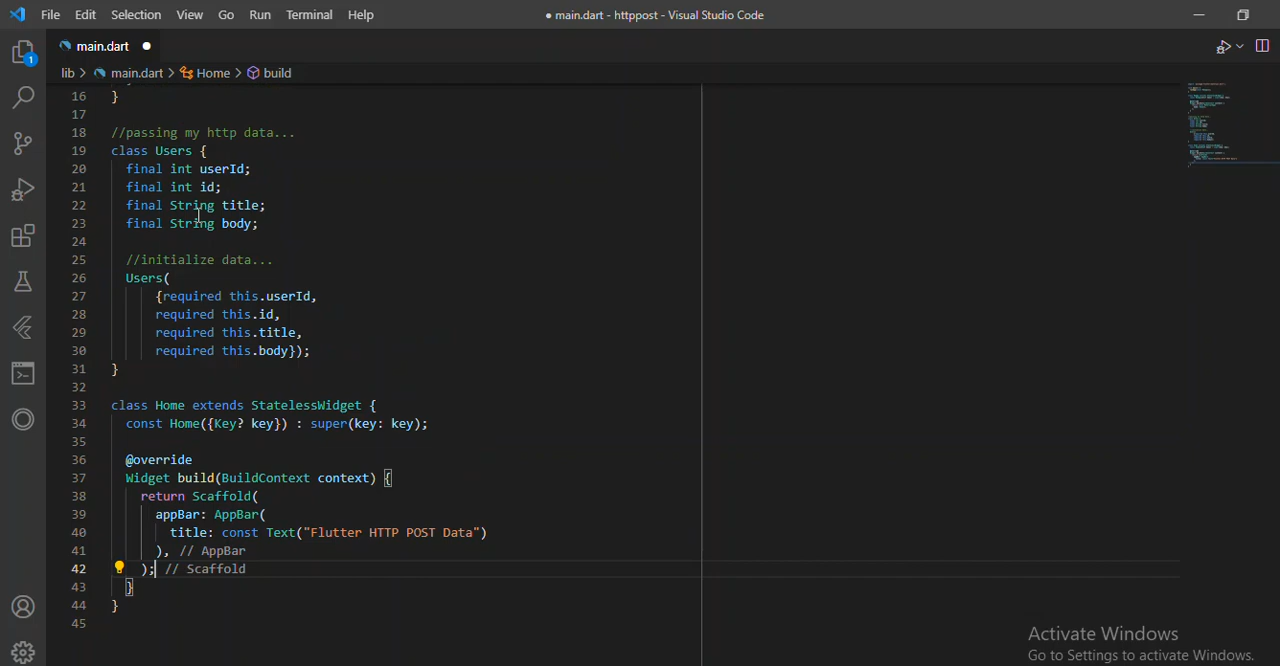 File Edit Selection View Go Run Terminal Help
● main.dart - httppost - Visual Studio Code
1
main.dart
lib > main.dart > Home > build
16 }
17
18 //passing my http data...
19 class Users {
20 final int userId;
21 final int id;
22 final String title;
23 final String body;
24
25 //initialize data...
26 Users(
27 {required this.userId,
28 required this.id,
29 required this.title,
30 required this.body});
31 }
32
33 class Home extends StatelessWidget {
34 const Home({Key? key}) : super(key: key);
35
36 @override
37 Widget build(BuildContext context) {
38 return Scaffold(
39 appBar: AppBar(
40 title: const Text("Flutter HTTP POST Data")
41 ), // AppBar
42 ); // Scaffold
43 }
44 }
45
Activate Windows
Go to Settings to activate Windows.